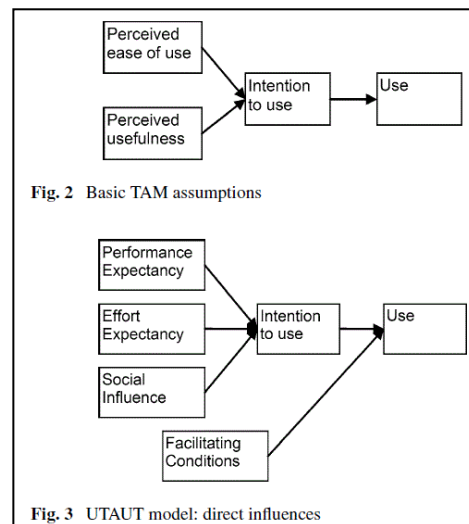 Perceived
ease of use
Intention
to use
Use
Perceived
usefulness
Fig. 2 Basic TAM assumptions
Performance
Expectancy
Effort
Expectancy
Intention
to use
Use
Social
Influence
Facilitating
Conditions
Fig. 3 UTAUT model: direct influences